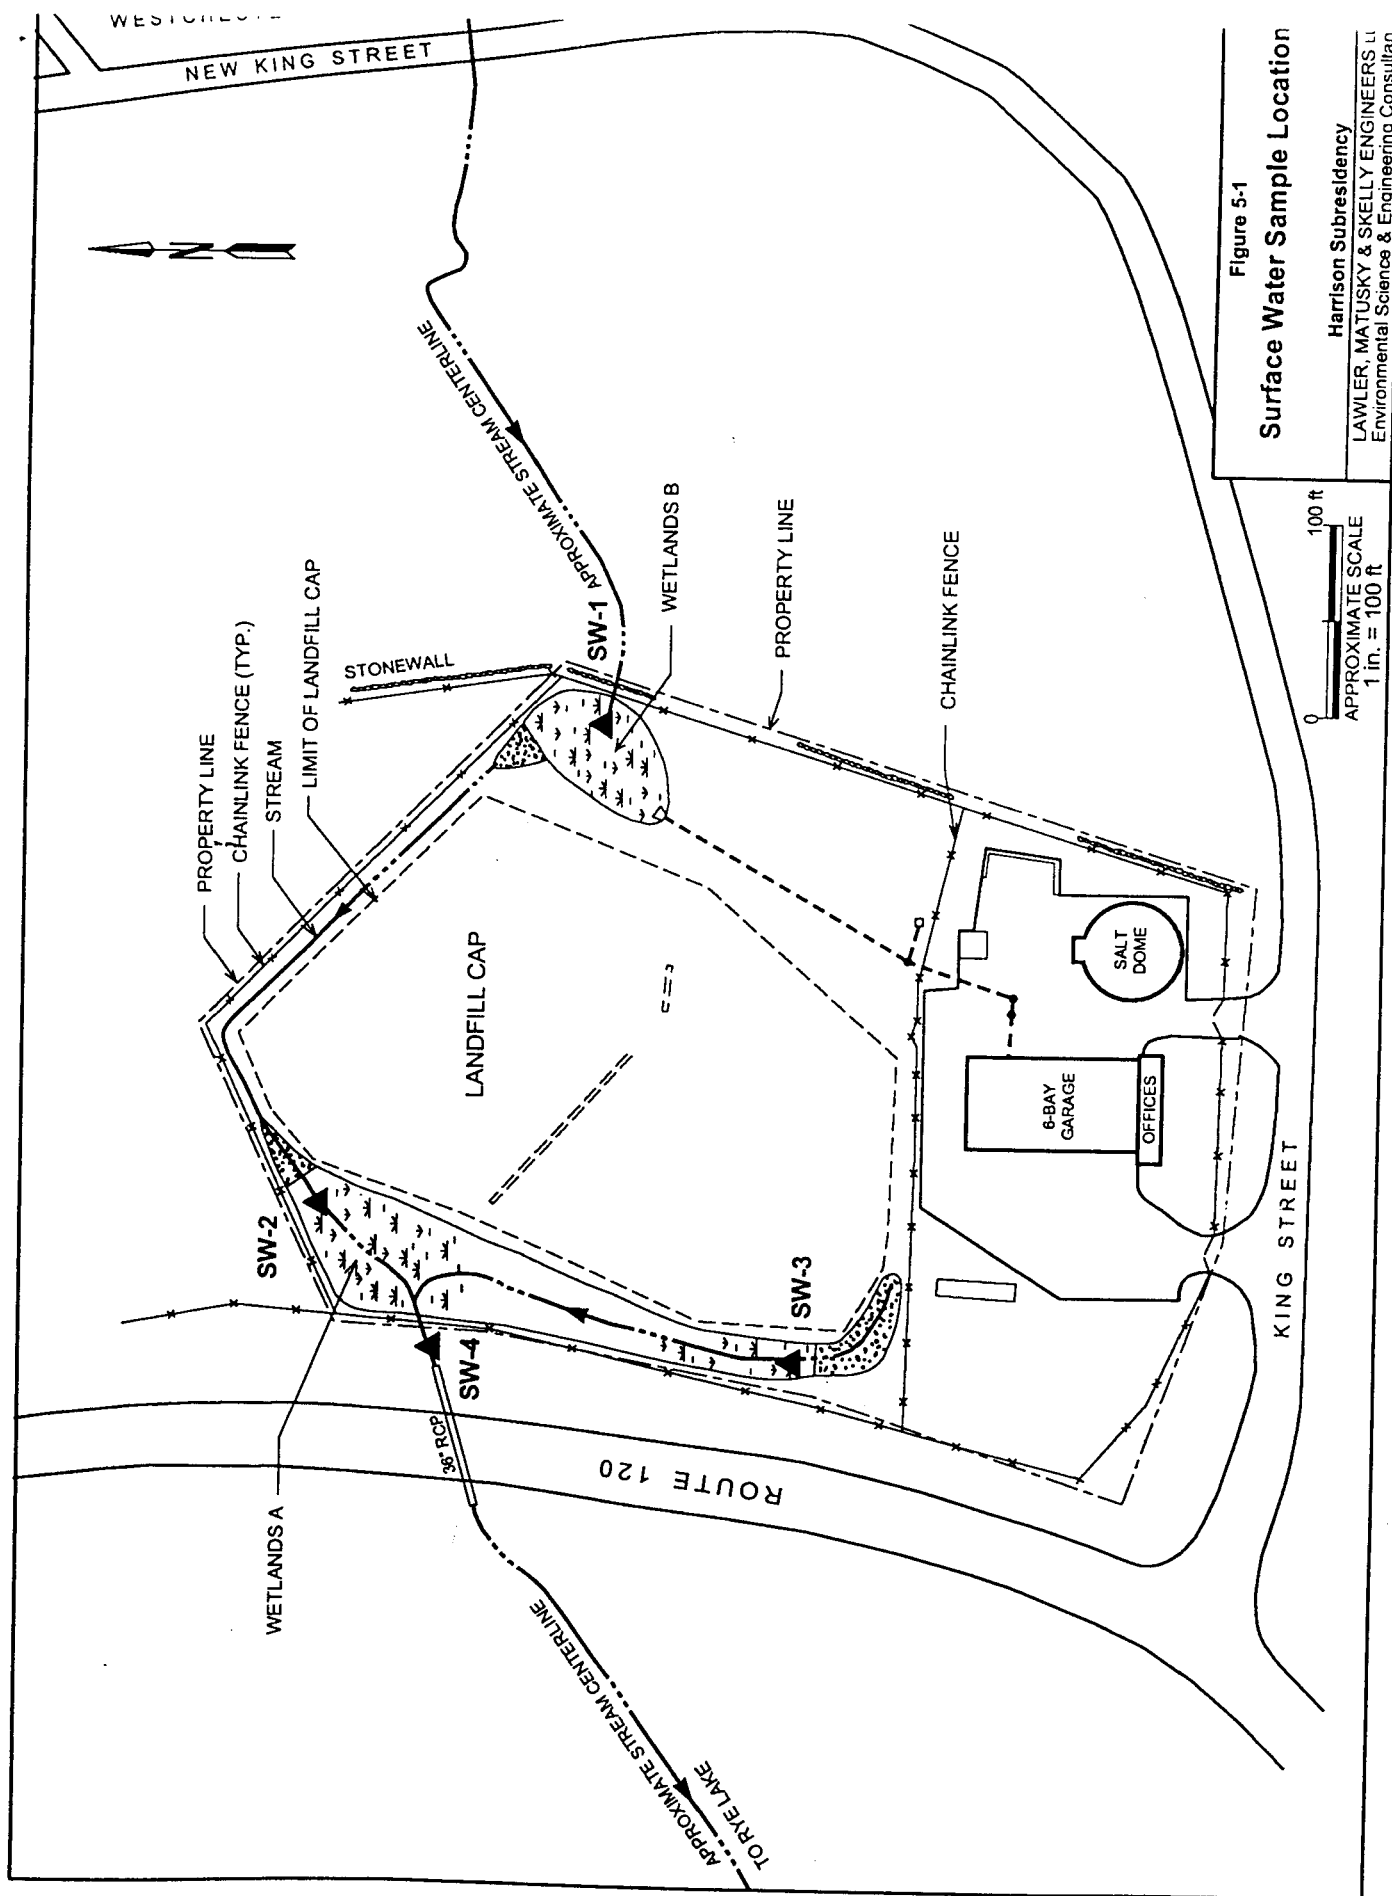 WESTCHESTE
NEW KING STREET
N
APPROXIMATE STREAM CENTERLINE
PROPERTY LINE
CHAINLINK FENCE (TYP.)
STREAM
LIMIT OF LANDFILL CAP
STONEWALL
SW-1
WETLANDS B
PROPERTY LINE
CHAINLINK FENCE
LANDFILL CAP
SALT
DOME
6-BAY
GARAGE
OFFICES
SW-2
SW-3
SW-4
36" RCP
WETLANDS A
ROUTE 120
KING STREET
APPROXIMATE STREAM CENTERLINE
TO RYE LAKE
0
100 ft
APPROXIMATE SCALE
1 in. = 100 ft
Figure 5-1
Surface Water Sample Location
Harrison Subresidency
LAWLER, MATUSKY & SKELLY ENGINEERS
Environmental Science & Engineering Consultan